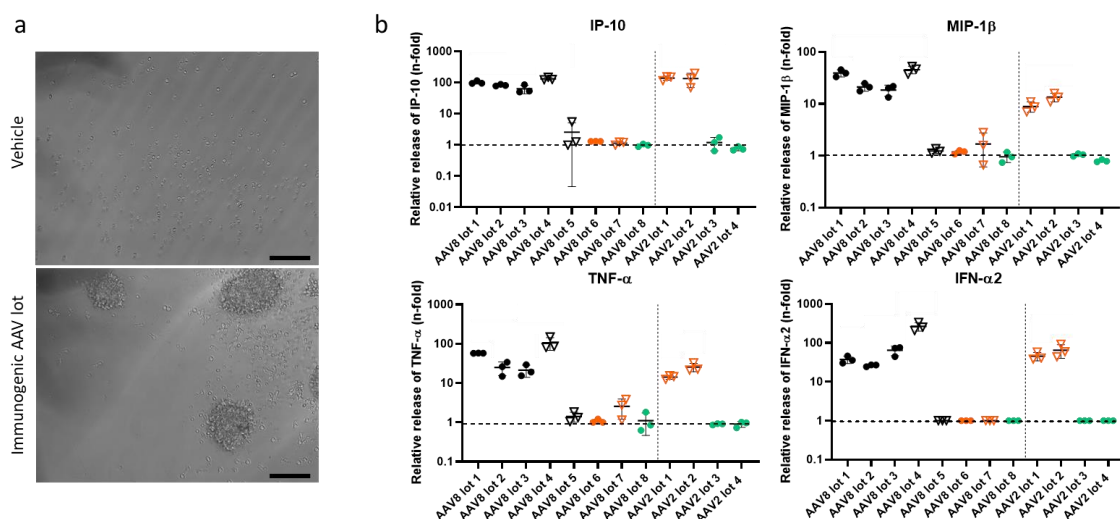 a
Vehicle
Immunogenic AAV lot
b
IP-10
Relative release of IP-10 (n-fold)
1000
100
10
1
0.1
0.01
AAV8 lot 1
AAV8 lot 2
AAV8 lot 3
AAV8 lot 4
AAV8 lot 5
AAV8 lot 6
AAV8 lot 7
AAV8 lot 8
AAV2 lot 1
AAV2 lot 2
AAV2 lot 3
AAV2 lot 4
MIP-1β
Relative release of MIP-1β (n-fold)
100
10
1
0.1
AAV8 lot 1
AAV8 lot 2
AAV8 lot 3
AAV8 lot 4
AAV8 lot 5
AAV8 lot 6
AAV8 lot 7
AAV8 lot 8
AAV2 lot 1
AAV2 lot 2
AAV2 lot 3
AAV2 lot 4
TNF-α
Relative release of TNF-α (n-fold)
1000
100
10
1
0.1
AAV8 lot 1
AAV8 lot 2
AAV8 lot 3
AAV8 lot 4
AAV8 lot 5
AAV8 lot 6
AAV8 lot 7
AAV8 lot 8
AAV2 lot 1
AAV2 lot 2
AAV2 lot 3
AAV2 lot 4
IFN-α2
Relative release of IFN-α2 (n-fold)
1000
100
10
1
0.1
AAV8 lot 1
AAV8 lot 2
AAV8 lot 3
AAV8 lot 4
AAV8 lot 5
AAV8 lot 6
AAV8 lot 7
AAV8 lot 8
AAV2 lot 1
AAV2 lot 2
AAV2 lot 3
AAV2 lot 4